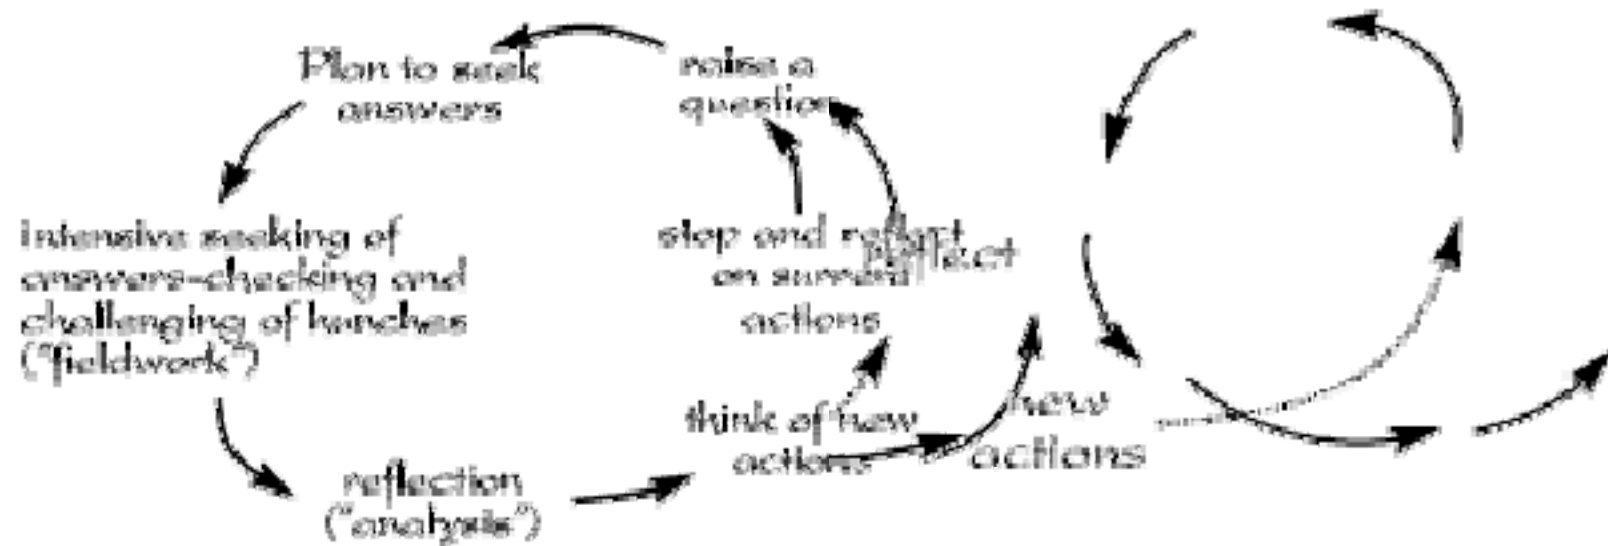 Plan to seek
answers
raise a
question
intensive seeking of
answers-checking and
challenging of hunches
("fieldwork")
stop and reflect
on current
actions
reflect
think of new
actions
new
actions
reflection
("analysis")